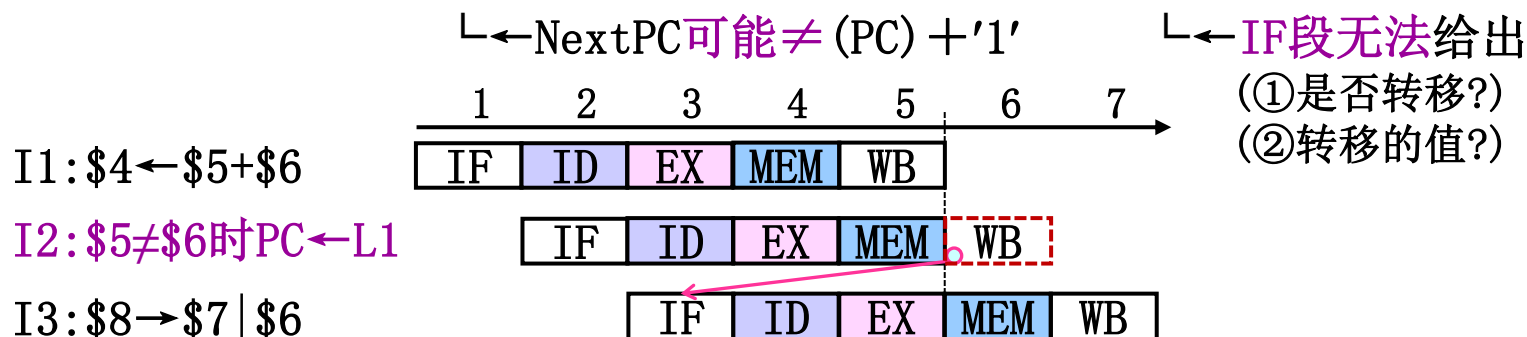 └←NextPC可能≠(PC)＋'1' └←IF段无法给出
(①是否转移?)
1 2 3 4 5 6 7
(②转移的值?)
I1:$4←$5+$6 IF ID EX MEM WB
I2:$5≠$6时PC←L1 IF ID EX MEM WB
I3:$8→$7|$6 IF ID EX MEM WB